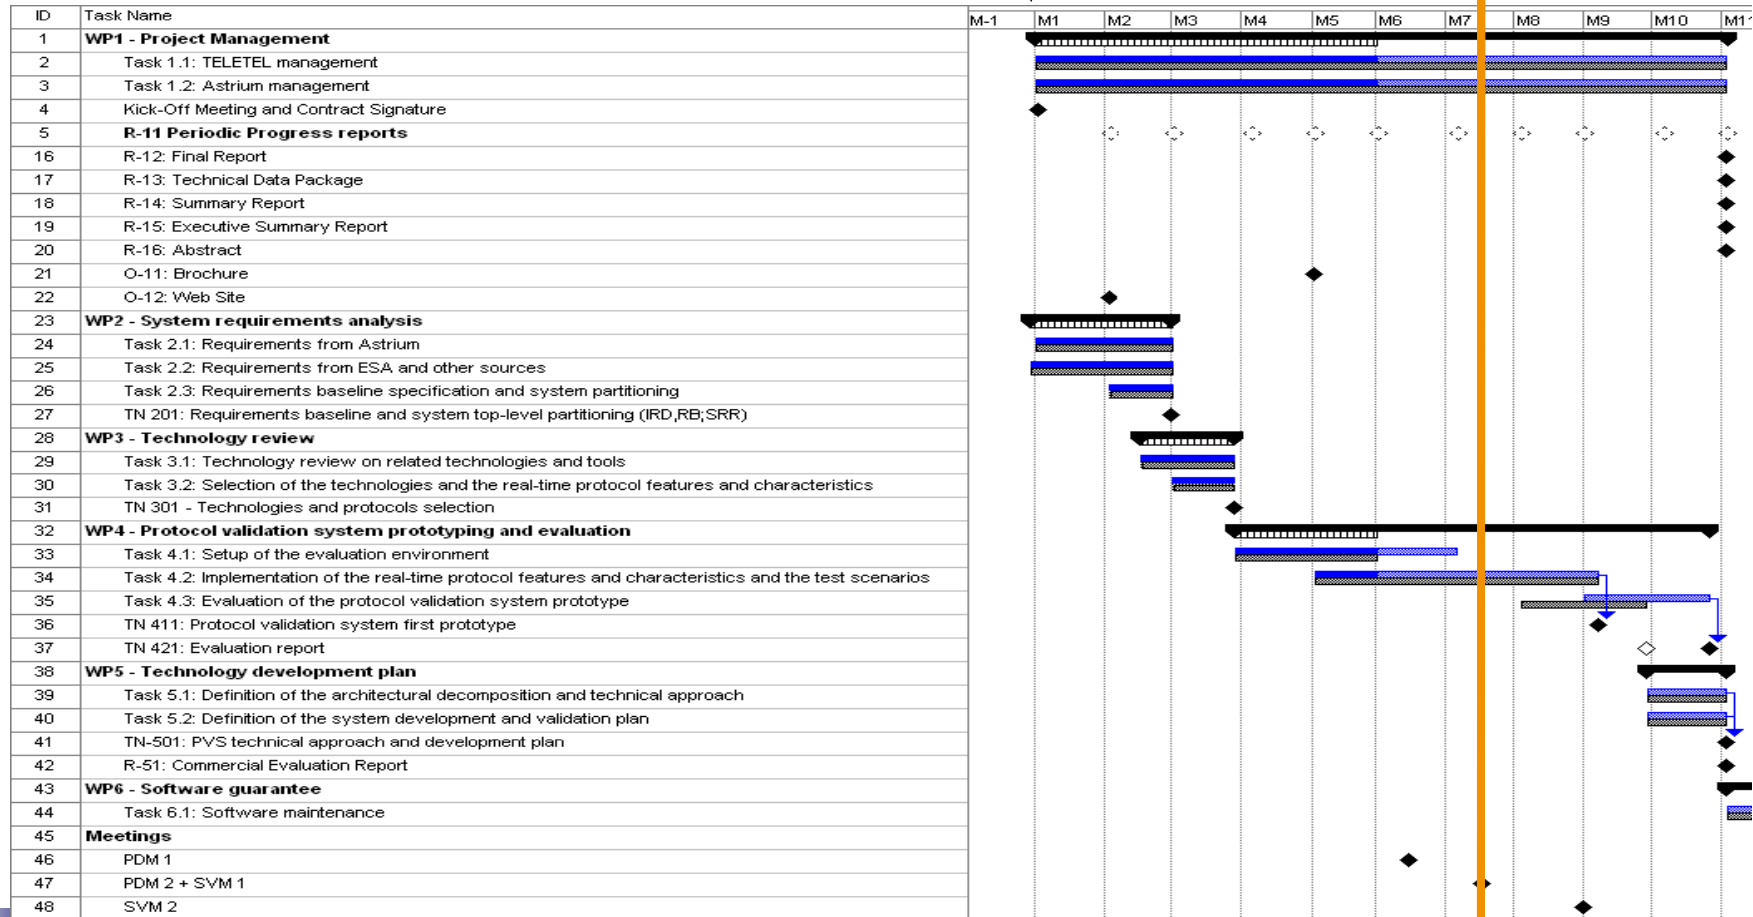 ID Task Name M-1 M1 M2 M3 M4 M5 M6 M7 M8 M9 M10 M11
1 WP1 - Project Management
2 Task 1.1: TELETEL management
3 Task 1.2: Astrium management
4 Kick-Off Meeting and Contract Signature
5 R-11 Periodic Progress reports
16 R-12: Final Report
17 R-13: Technical Data Package
18 R-14: Summary Report
19 R-15: Executive Summary Report
20 R-16: Abstract
21 O-11: Brochure
22 O-12: Web Site
23 WP2 - System requirements analysis
24 Task 2.1: Requirements from Astrium
25 Task 2.2: Requirements from ESA and other sources
26 Task 2.3: Requirements baseline specification and system partitioning
27 TN 201: Requirements baseline and system top-level partitioning (IRD,RB;SRR)
28 WP3 - Technology review
29 Task 3.1: Technology review on related technologies and tools
30 Task 3.2: Selection of the technologies and the real-time protocol features and characteristics
31 TN 301 - Technologies and protocols selection
32 WP4 - Protocol validation system prototyping and evaluation
33 Task 4.1: Setup of the evaluation environment
34 Task 4.2: Implementation of the real-time protocol features and characteristics and the test scenarios
35 Task 4.3: Evaluation of the protocol validation system prototype
36 TN 411: Protocol validation system first prototype
37 TN 421: Evaluation report
38 WP5 - Technology development plan
39 Task 5.1: Definition of the architectural decomposition and technical approach
40 Task 5.2: Definition of the system development and validation plan
41 TN-501: PVS technical approach and development plan
42 R-51: Commercial Evaluation Report
43 WP6 - Software guarantee
44 Task 6.1: Software maintenance
45 Meetings
46 PDM 1
47 PDM 2 + SVM 1
48 SVM 2